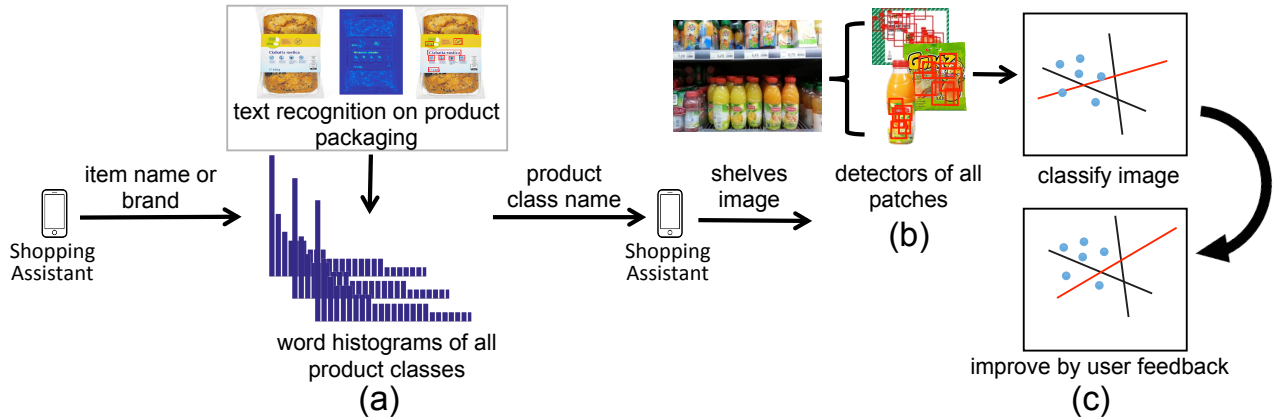 text recognition on product
packaging
item name or
brand
Shopping
Assistant
word histograms of all
product classes
(a)
product
class name
Shopping
Assistant
shelves
image
detectors of all
patches
(b)
classify image
improve by user feedback
(c)